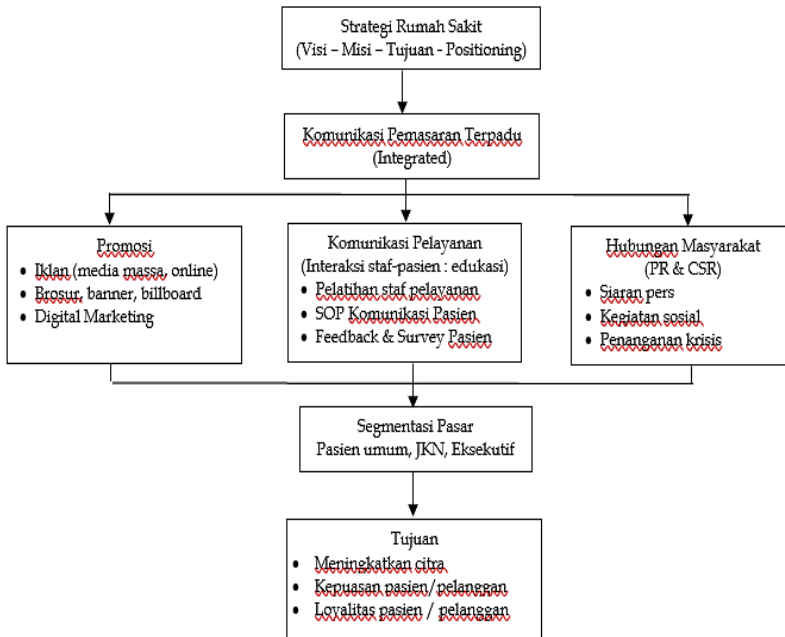 Strategi Rumah Sakit
(Visi – Misi – Tujuan - Positioning)
Komunikasi Pemasaran Terpadu
(Integrated)
Promosi
• Iklan (media massa, online)
• Brosur, banner, billboard
• Digital Marketing
Komunikasi Pelayanan
(Interaksi staf-pasien : edukasi)
• Pelatihan staf pelayanan
• SOP Komunikasi Pasien
• Feedback & Survey Pasien
Hubungan Masyarakat
(PR & CSR)
• Siaran pers
• Kegiatan sosial
• Penanganan krisis
Segmentasi Pasar
Pasien umum, JKN, Eksekutif
Tujuan
• Meningkatkan citra
• Kepuasan pasien/pelanggan
• Loyalitas pasien / pelanggan